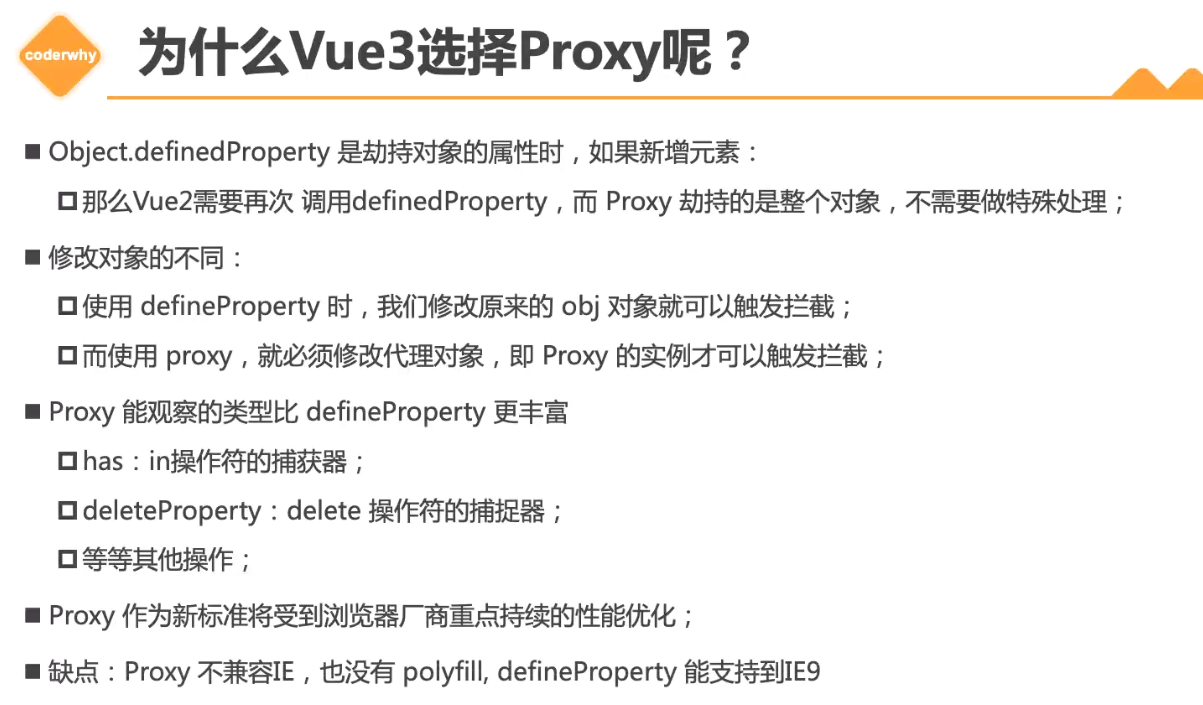 coderwhy
为什么Vue3选择Proxy呢？
Object.definedProperty 是劫持对象的属性时，如果新增元素：
那么Vue2需要再次 调用definedProperty，而 Proxy 劫持的是整个对象，不需要做特殊处理；
修改对象的不同：
使用 defineProperty 时，我们修改原来的 obj 对象就可以触发拦截；
而使用 proxy，就必须修改代理对象，即 Proxy 的实例才可以触发拦截；
Proxy 能观察的类型比 defineProperty 更丰富
has：in操作符的捕获器；
deleteProperty：delete 操作符的捕捉器；
等等其他操作；
Proxy 作为新标准将受到浏览器厂商重点持续的性能优化；
缺点：Proxy 不兼容IE，也没有 polyfill, defineProperty 能支持到IE9